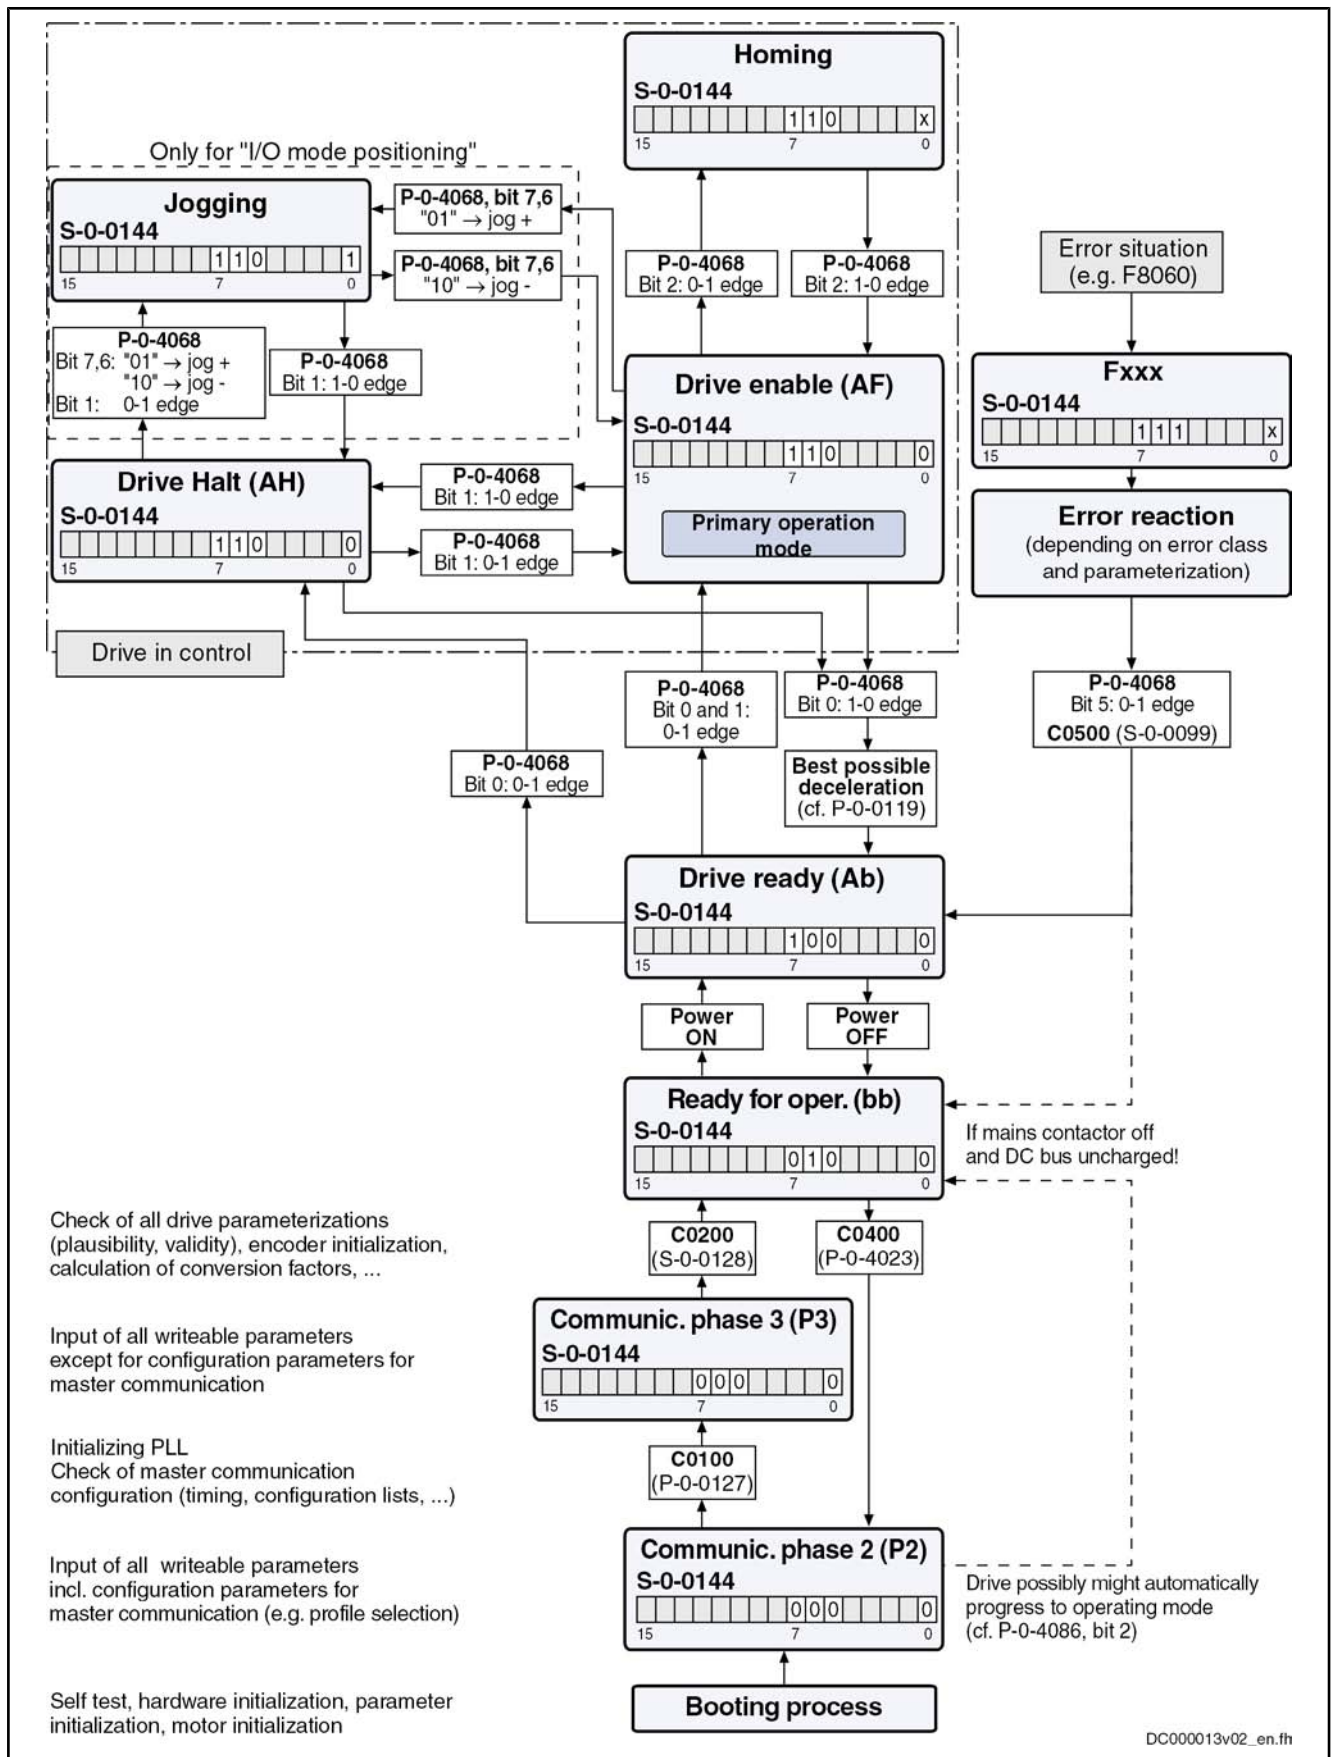 Homing
S-0-0144
1 1 0 x
15 7 0
Only for "I/O mode positioning"
Jogging
S-0-0144
1 1 0 1
15 7 0
P-0-4068, bit 7,6
"01" → jog +
P-0-4068, bit 7,6
"10" → jog -
P-0-4068
Bit 2: 0-1 edge
P-0-4068
Bit 2: 1-0 edge
Error situation
(e.g. F8060)
P-0-4068
Bit 7,6: "01" → jog +
"10" → jog -
Bit 1: 0-1 edge
P-0-4068
Bit 1: 1-0 edge
Drive enable (AF)
S-0-0144
1 1 0 0
15 7 0
Primary operation
mode
Fxxx
S-0-0144
1 1 1 x
15 7 0
Drive Halt (AH)
S-0-0144
1 1 0 0
15 7 0
P-0-4068
Bit 1: 1-0 edge
P-0-4068
Bit 1: 0-1 edge
Error reaction
(depending on error class
and parameterization)
Drive in control
P-0-4068
Bit 0: 0-1 edge
P-0-4068
Bit 0 and 1:
0-1 edge
P-0-4068
Bit 0: 1-0 edge
Best possible
deceleration
(cf. P-0-0119)
P-0-4068
Bit 5: 0-1 edge
C0500 (S-0-0099)
Drive ready (Ab)
S-0-0144
1 0 0 0
15 7 0
Power
ON
Power
OFF
Ready for oper. (bb)
S-0-0144
0 1 0 0
15 7 0
If mains contactor off
and DC bus uncharged!
Check of all drive parameterizations
(plausibility, validity), encoder initialization,
calculation of conversion factors, ...
C0200
(S-0-0128)
C0400
(P-0-4023)
Input of all writeable parameters
except for configuration parameters for
master communication
Communic. phase 3 (P3)
S-0-0144
0 0 0 0
15 7 0
Initializing PLL
Check of master communication
configuration (timing, configuration lists, ...)
C0100
(P-0-0127)
Input of all writeable parameters
incl. configuration parameters for
master communication (e.g. profile selection)
Communic. phase 2 (P2)
S-0-0144
0 0 0 0
15 7 0
Drive possibly might automatically
progress to operating mode
(cf. P-0-4086, bit 2)
Self test, hardware initialization, parameter
initialization, motor initialization
Booting process
DC000013v02_en.fh